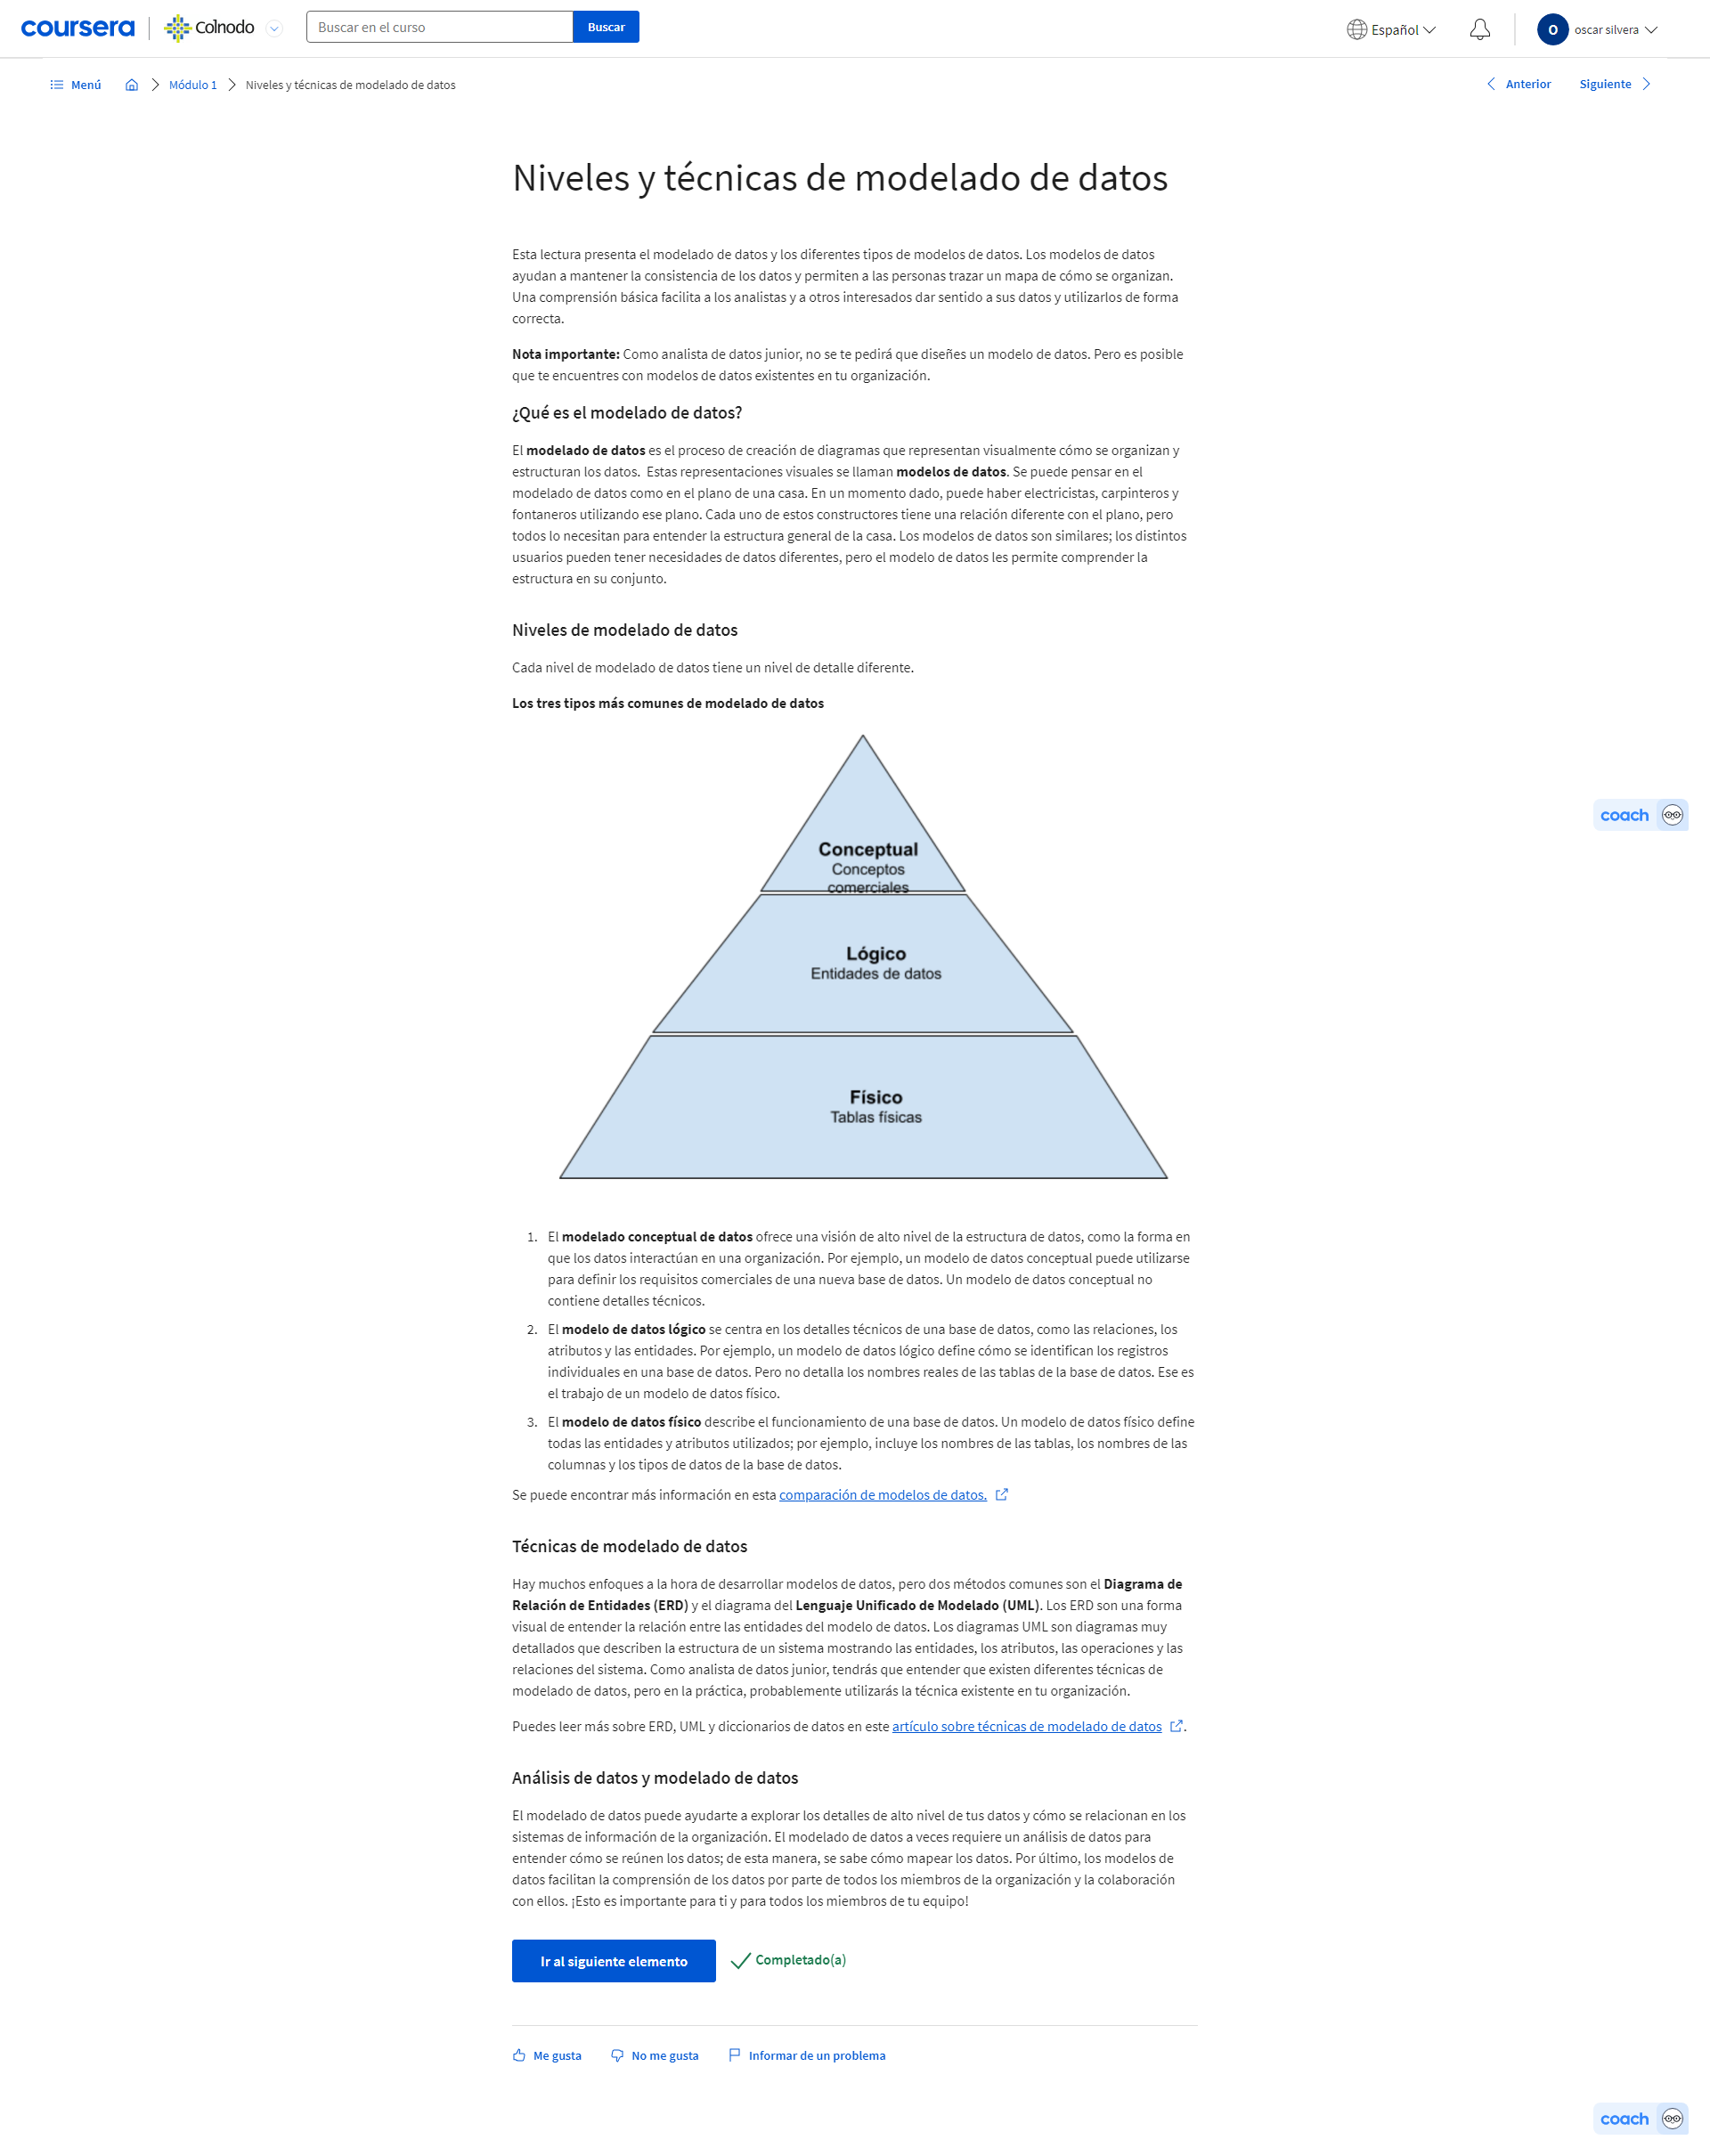 coursera
Colnodo
Buscar en el curso
Buscar
Español
O
oscar silvera
Menú
Módulo 1
Niveles y técnicas de modelado de datos
Anterior
Siguiente
Niveles y técnicas de modelado de datos
Esta lectura presenta el modelado de datos y los diferentes tipos de modelos de datos. Los modelos de datos
ayudan a mantener la consistencia de los datos y permiten a las personas trazar un mapa de cómo se organizan.
Una comprensión básica facilita a los analistas y a otros interesados dar sentido a sus datos y utilizarlos de forma
correcta.
Nota importante: Como analista de datos junior, no se te pedirá que diseñes un modelo de datos. Pero es posible
que te encuentres con modelos de datos existentes en tu organización.
¿Qué es el modelado de datos?
El modelado de datos es el proceso de creación de diagramas que representan visualmente cómo se organizan y
estructuran los datos.  Estas representaciones visuales se llaman modelos de datos. Se puede pensar en el
modelado de datos como en el plano de una casa. En un momento dado, puede haber electricistas, carpinteros y
fontaneros utilizando ese plano. Cada uno de estos constructores tiene una relación diferente con el plano, pero
todos lo necesitan para entender la estructura general de la casa. Los modelos de datos son similares; los distintos
usuarios pueden tener necesidades de datos diferentes, pero el modelo de datos les permite comprender la
estructura en su conjunto.
Niveles de modelado de datos
Cada nivel de modelado de datos tiene un nivel de detalle diferente.
Los tres tipos más comunes de modelado de datos
Conceptual
Conceptos
comerciales
coach
Lógico
Entidades de datos
Físico
Tablas físicas
1. El modelado conceptual de datos ofrece una visión de alto nivel de la estructura de datos, como la forma en
que los datos interactúan en una organización. Por ejemplo, un modelo de datos conceptual puede utilizarse
para definir los requisitos comerciales de una nueva base de datos. Un modelo de datos conceptual no
contiene detalles técnicos.
2. El modelo de datos lógico se centra en los detalles técnicos de una base de datos, como las relaciones, los
atributos y las entidades. Por ejemplo, un modelo de datos lógico define cómo se identifican los registros
individuales en una base de datos. Pero no detalla los nombres reales de las tablas de la base de datos. Ese es
el trabajo de un modelo de datos físico.
3. El modelo de datos físico describe el funcionamiento de una base de datos. Un modelo de datos físico define
todas las entidades y atributos utilizados; por ejemplo, incluye los nombres de las tablas, los nombres de las
columnas y los tipos de datos de la base de datos.
Se puede encontrar más información en esta comparación de modelos de datos.
Técnicas de modelado de datos
Hay muchos enfoques a la hora de desarrollar modelos de datos, pero dos métodos comunes son el Diagrama de
Relación de Entidades (ERD) y el diagrama del Lenguaje Unificado de Modelado (UML). Los ERD son una forma
visual de entender la relación entre las entidades del modelo de datos. Los diagramas UML son diagramas muy
detallados que describen la estructura de un sistema mostrando las entidades, los atributos, las operaciones y las
relaciones del sistema. Como analista de datos junior, tendrás que entender que existen diferentes técnicas de
modelado de datos, pero en la práctica, probablemente utilizarás la técnica existente en tu organización.
Puedes leer más sobre ERD, UML y diccionarios de datos en este artículo sobre técnicas de modelado de datos.
Análisis de datos y modelado de datos
El modelado de datos puede ayudarte a explorar los detalles de alto nivel de tus datos y cómo se relacionan en los
sistemas de información de la organización. El modelado de datos a veces requiere un análisis de datos para
entender cómo se reúnen los datos; de esta manera, se sabe cómo mapear los datos. Por último, los modelos de
datos facilitan la comprensión de los datos por parte de todos los miembros de la organización y la colaboración
con ellos. ¡Esto es importante para ti y para todos los miembros de tu equipo!
Ir al siguiente elemento
Completado(a)
Me gusta
No me gusta
Informar de un problema
coach